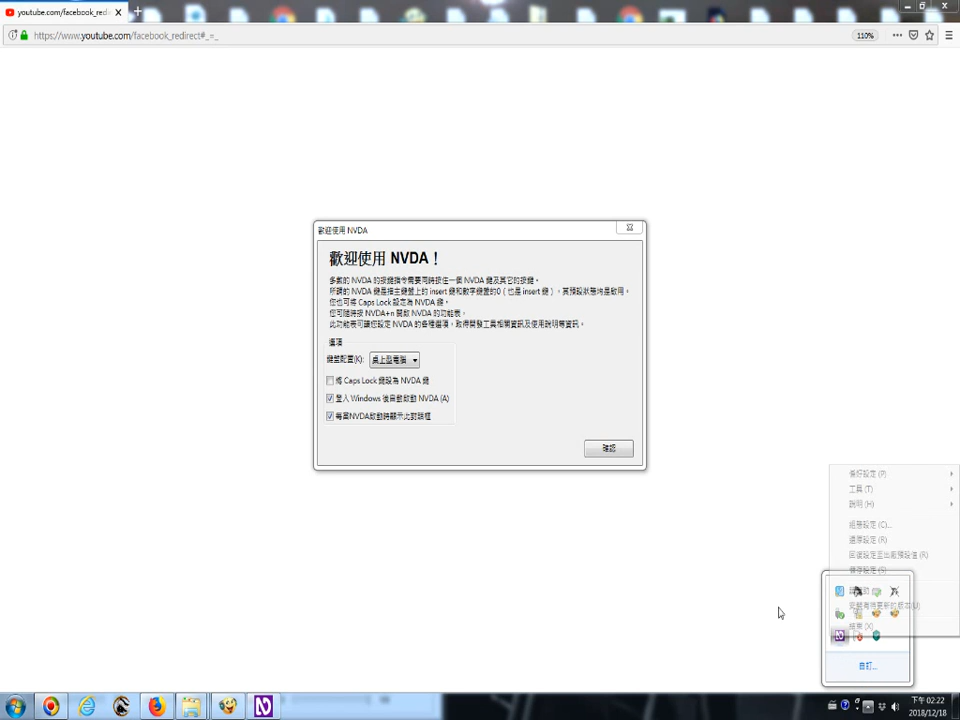 youtube.com/facebook_redi
https://www.youtube.com/facebook_redirect#_=_
110%
歡迎使用 NVDA
歡迎使用 NVDA！
多數的 NVDA 的按鍵指令需要同時按住一個 NVDA 鍵及其它的按鍵。
所謂的 NVDA 鍵是指主鍵盤上的 insert 鍵和數字鍵盤的0（也是 insert 鍵），其預設狀態均是啟用。
您也可將 Caps Lock 設定為 NVDA 鍵。
您可隨時按 NVDA+n 開啟 NVDA 的功能表。
此功能表可讓您設定 NVDA 的各種選項，取得開發工具相關資訊及使用說明等資訊。
選項
鍵盤配置(K):
桌上型電腦
將 Caps Lock 鍵設為 NVDA 鍵
登入 Windows 後自動啟動 NVDA (A)
每當NVDA啟動時顯示此對話框
確認
偏好設定 (P)
工具 (T)
說明 (H)
組態設定 (C)...
還原設定 (R)
回復設定至出廠預設值 (R)
儲存設定 (S)
結束 (X)
自訂...
下午 02:22
2018/12/18